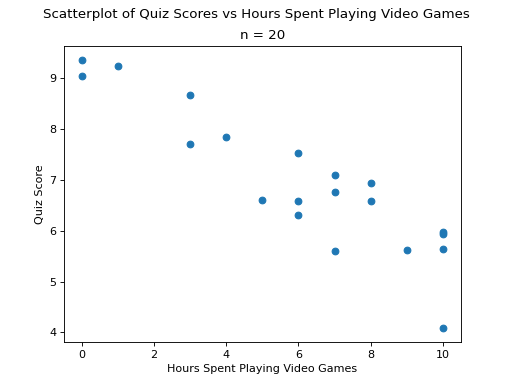 Scatterplot of Quiz Scores vs Hours Spent Playing Video Games
n = 20
9
8
7
6
5
4
Quiz Score
0 2 4 6 8 10
Hours Spent Playing Video Games